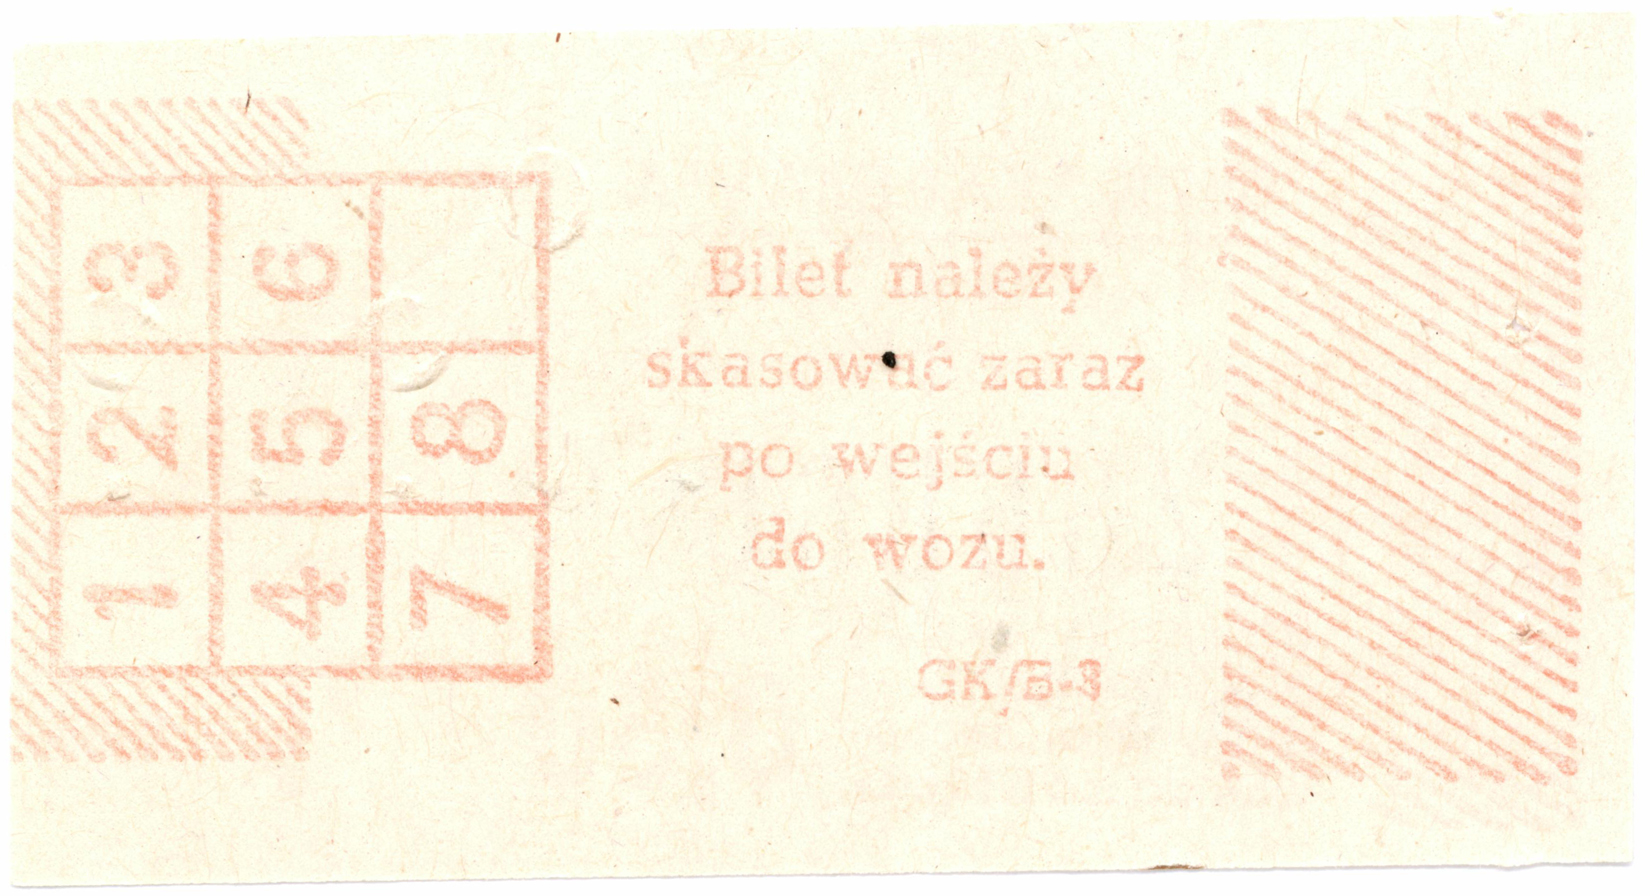 3 6
2 5 8
1 4 7
Bilet należy
skasować zaraz
po wejściu
do wozu.
GK/B-3